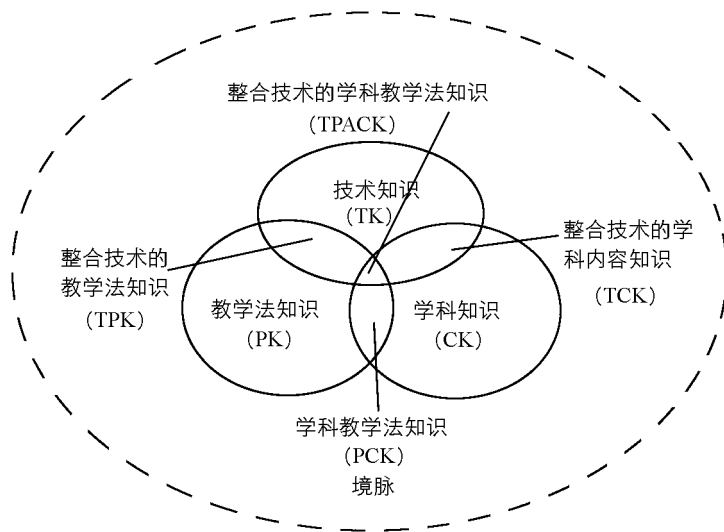 整合技术的学科教学法知识
（TPACK）
技术知识
（TK）
整合技术的
教学法知识
（TPK）
整合技术的学
科内容知识
（TCK）
教学法知识
（PK）
学科知识
（CK）
学科教学法知识
（PCK）
境脉